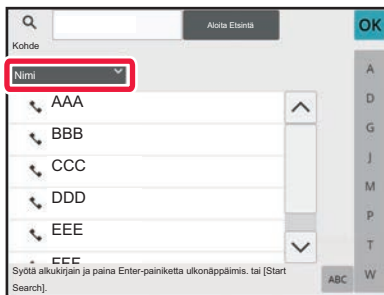 Aloita Etsintä
OK
Kohde
Nimi
A
D
G
J
M
P
T
W
AAA
BBB
CCC
DDD
EEE
FFF
Syötä alkukirjain ja paina Enter-painiketta ulkonäppäimis. tai [Start
Search].
ABC